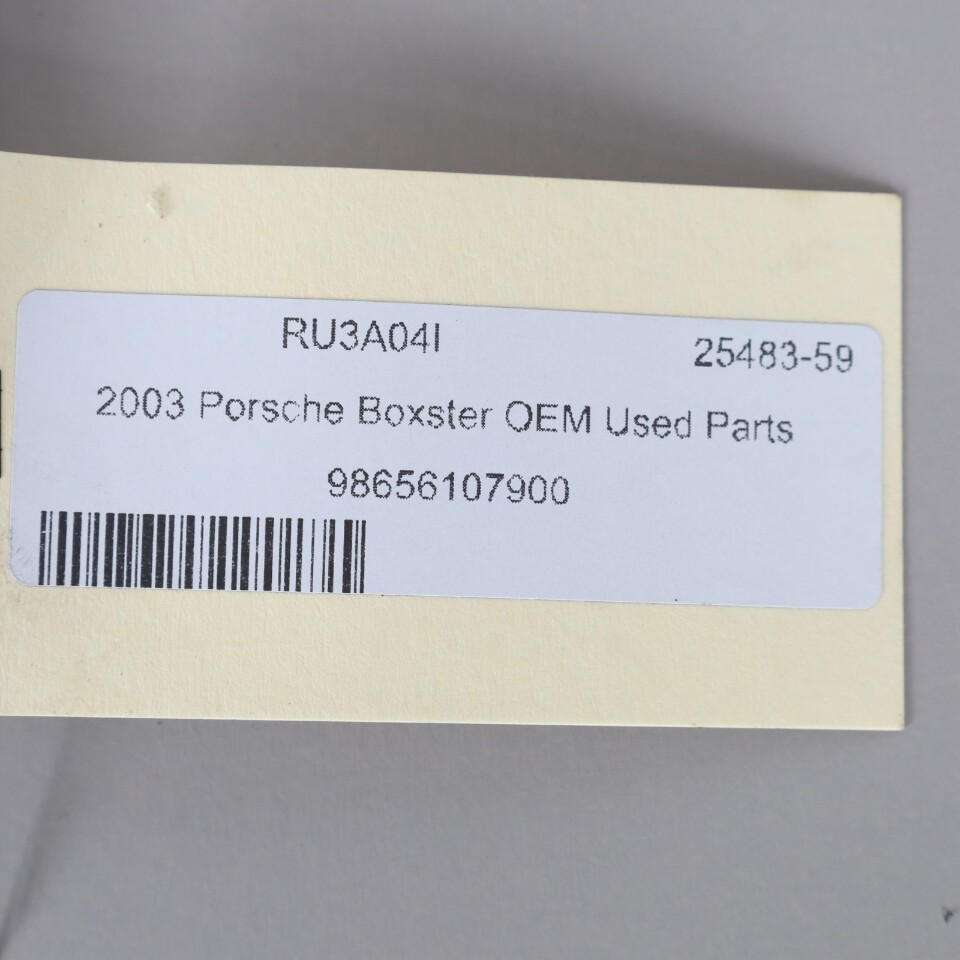 RU3A04I 25483-59
2003 Porsche Boxster OEM Used Parts
98656107900